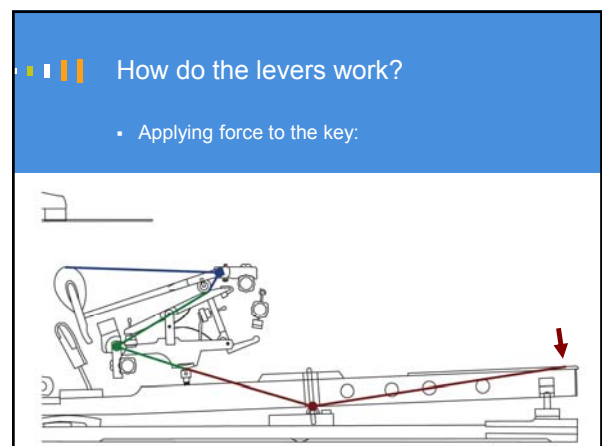 How do the levers work?
▪ Applying force to the key: